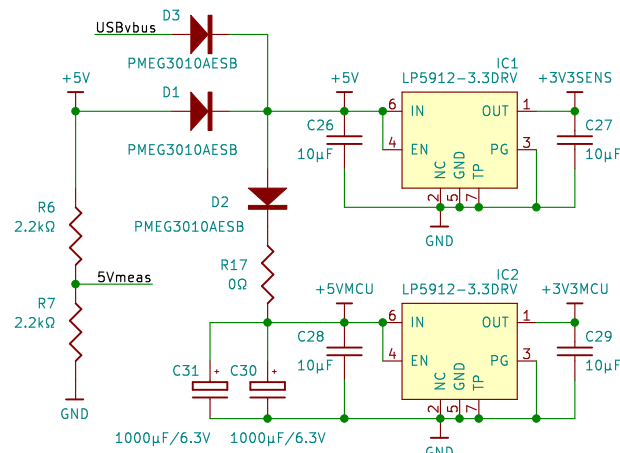 D3
USBvbus
PMEG3010AESB
+5V
D1
PMEG3010AESB
+5V
IC1
LP5912-3.3DRV
+3V3SENS
6
IN
OUT
1
C26
10µF
4
EN
PG
3
C27
10µF
NC
GND
TP
2
5
7
GND
D2
PMEG3010AESB
R6
2.2kΩ
5Vmeas
R17
0Ω
R7
2.2kΩ
GND
+5VMCU
IC2
LP5912-3.3DRV
+3V3MCU
6
IN
OUT
1
C28
10µF
4
EN
PG
3
C29
10µF
NC
GND
TP
2
5
7
GND
C31
+
C30
+
1000µF/6.3V
1000µF/6.3V